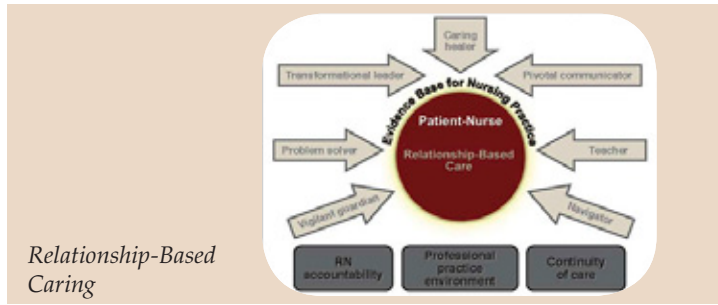 Caring
healer
Transformational leader
Pivotal communicator
Evidence Base for Nursing Practice
Patient-Nurse
Problem solver
Relationship-Based
Care
Teacher
Vigilant guardian
Navigator
RN
accountability
Professional
practice
environment
Continuity
of care
Relationship-Based
Caring